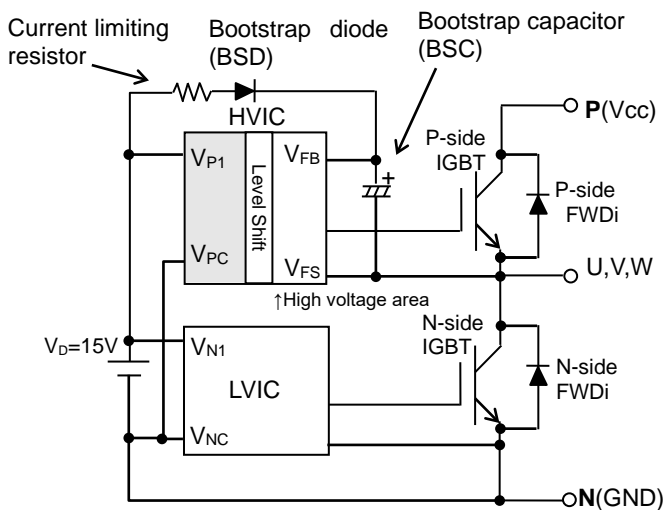 Current limiting
resistor
Bootstrap diode
(BSD)
Bootstrap capacitor
(BSC)
HVIC
P(Vcc)
VP1
Level Shift
VFB
+
P-side
IGBT
P-side
FWDi
VPC
VFS
U,V,W
↑High voltage area
VD=15V
VN1
LVIC
N-side
IGBT
N-side
FWDi
VNC
N(GND)